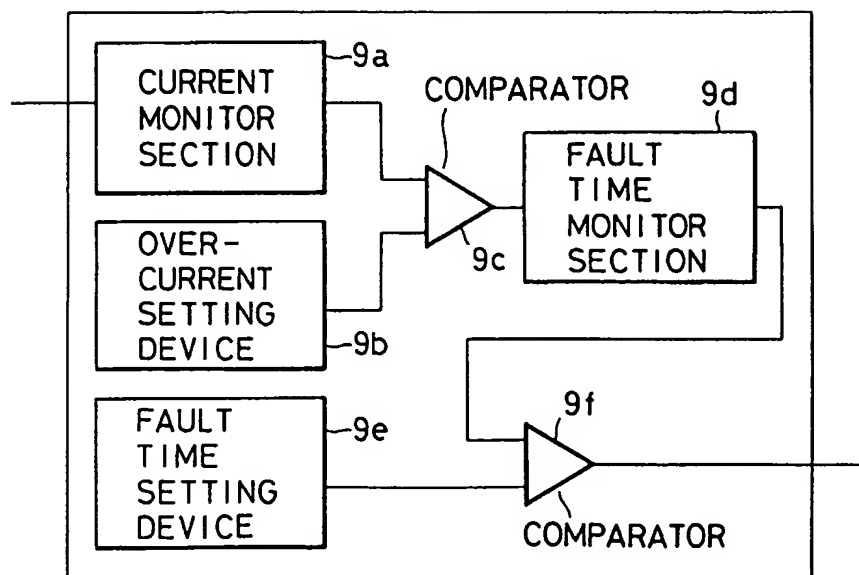 9a
CURRENT
MONITOR
SECTION
COMPARATOR
9c
9d
FAULT
TIME
MONITOR
SECTION
OVER-
CURRENT
SETTING
DEVICE
9b
FAULT
TIME
SETTING
DEVICE
9e
9f
COMPARATOR